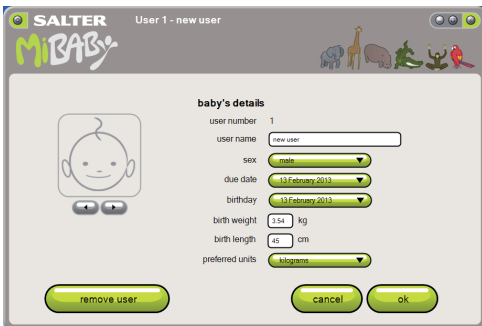 SALTER
User 1 - new user
MiBABy
baby's details
user number 1
user name new user
sex male
due date 13 February 2013
birthday 13 February 2013
birth weight 3.54 kg
birth length 45 cm
preferred units kilograms
remove user
cancel
ok